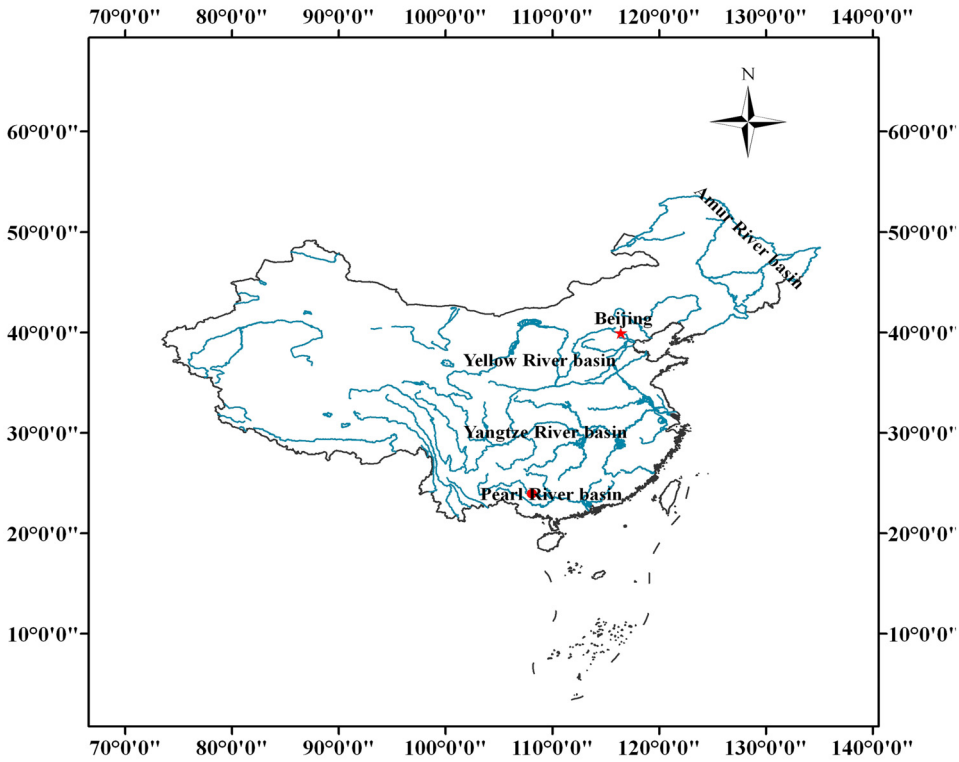 70°0'0'' 80°0'0'' 90°0'0'' 100°0'0'' 110°0'0'' 120°0'0'' 130°0'0'' 140°0'0''
N
60°0'0'' 60°0'0''
Amur River basin
50°0'0'' 50°0'0''
Beijing
40°0'0'' 40°0'0''
Yellow River basin
Yangtze River basin
30°0'0'' 30°0'0''
Pearl River basin
20°0'0'' 20°0'0''
10°0'0'' 10°0'0''
70°0'0'' 80°0'0'' 90°0'0'' 100°0'0'' 110°0'0'' 120°0'0'' 130°0'0'' 140°0'0''